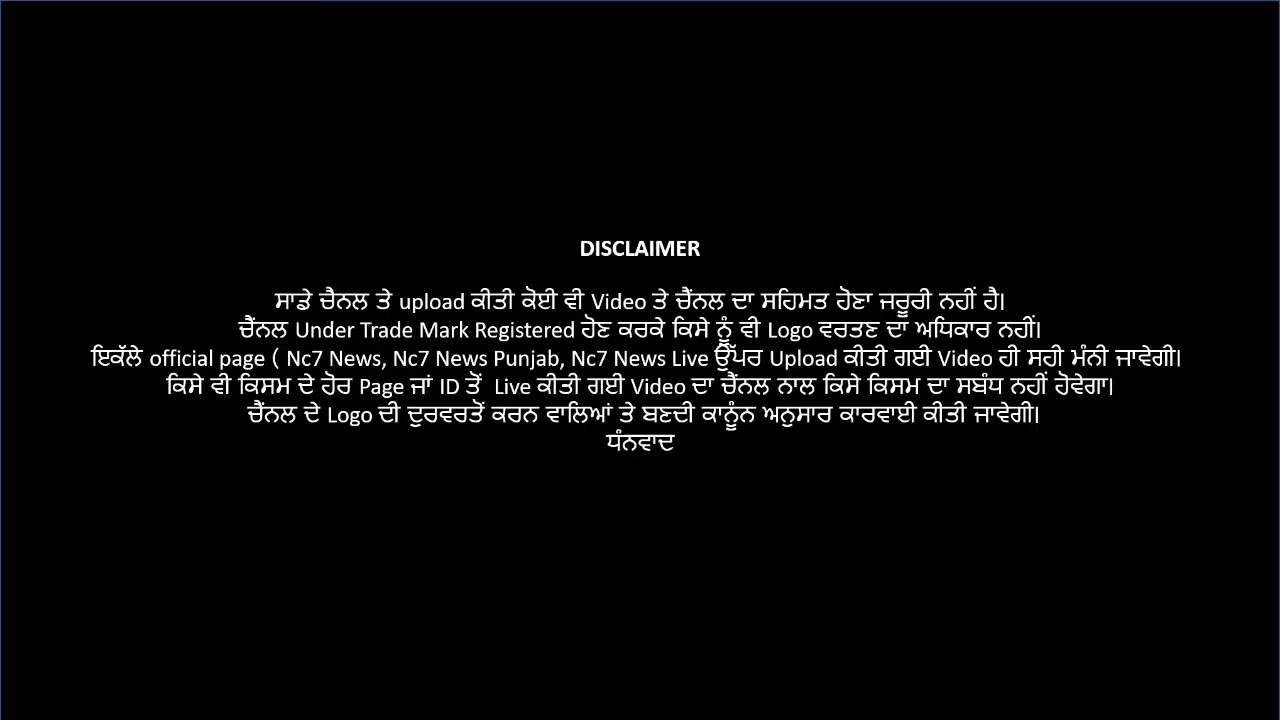 DISCLAIMER
ਸਾਡੇ ਚੈਨਲ ਤੇ upload ਕੀਤੀ ਕੋਈ ਵੀ Video ਤੇ ਚੈਂਨਲ ਦਾ ਸਹਿਮਤ ਹੋਣਾ ਜਰੂਰੀ ਨਹੀਂ ਹੈ।
ਚੈਂਨਲ Under Trade Mark Registered ਹੋਣ ਕਰਕੇ ਕਿਸੇ ਨੂੰ ਵੀ Logo ਵਰਤਣ ਦਾ ਅਧਿਕਾਰ ਨਹੀਂ।
ਇਕੱਲੇ official page ( Nc7 News, Nc7 News Punjab, Nc7 News Live ਉੱਪਰ Upload ਕੀਤੀ ਗਈ Video ਹੀ ਸਹੀ ਮੰਨੀ ਜਾਵੇਗੀ।
ਕਿਸੇ ਵੀ ਕਿਸਮ ਦੇ ਹੋਰ Page ਜਾਂ ID ਤੋਂ Live ਕੀਤੀ ਗਈ Video ਦਾ ਚੈਂਨਲ ਨਾਲ ਕਿਸੇ ਕਿਸਮ ਦਾ ਸਬੰਧ ਨਹੀਂ ਹੋਵੇਗਾ।
ਚੈਂਨਲ ਦੇ Logo ਦੀ ਦੁਰਵਰਤੋਂ ਕਰਨ ਵਾਲਿਆਂ ਤੇ ਬਣਦੀ ਕਾਨੂੰਨ ਅਨੁਸਾਰ ਕਾਰਵਾਈ ਕੀਤੀ ਜਾਵੇਗੀ।
ਧੰਨਵਾਦ